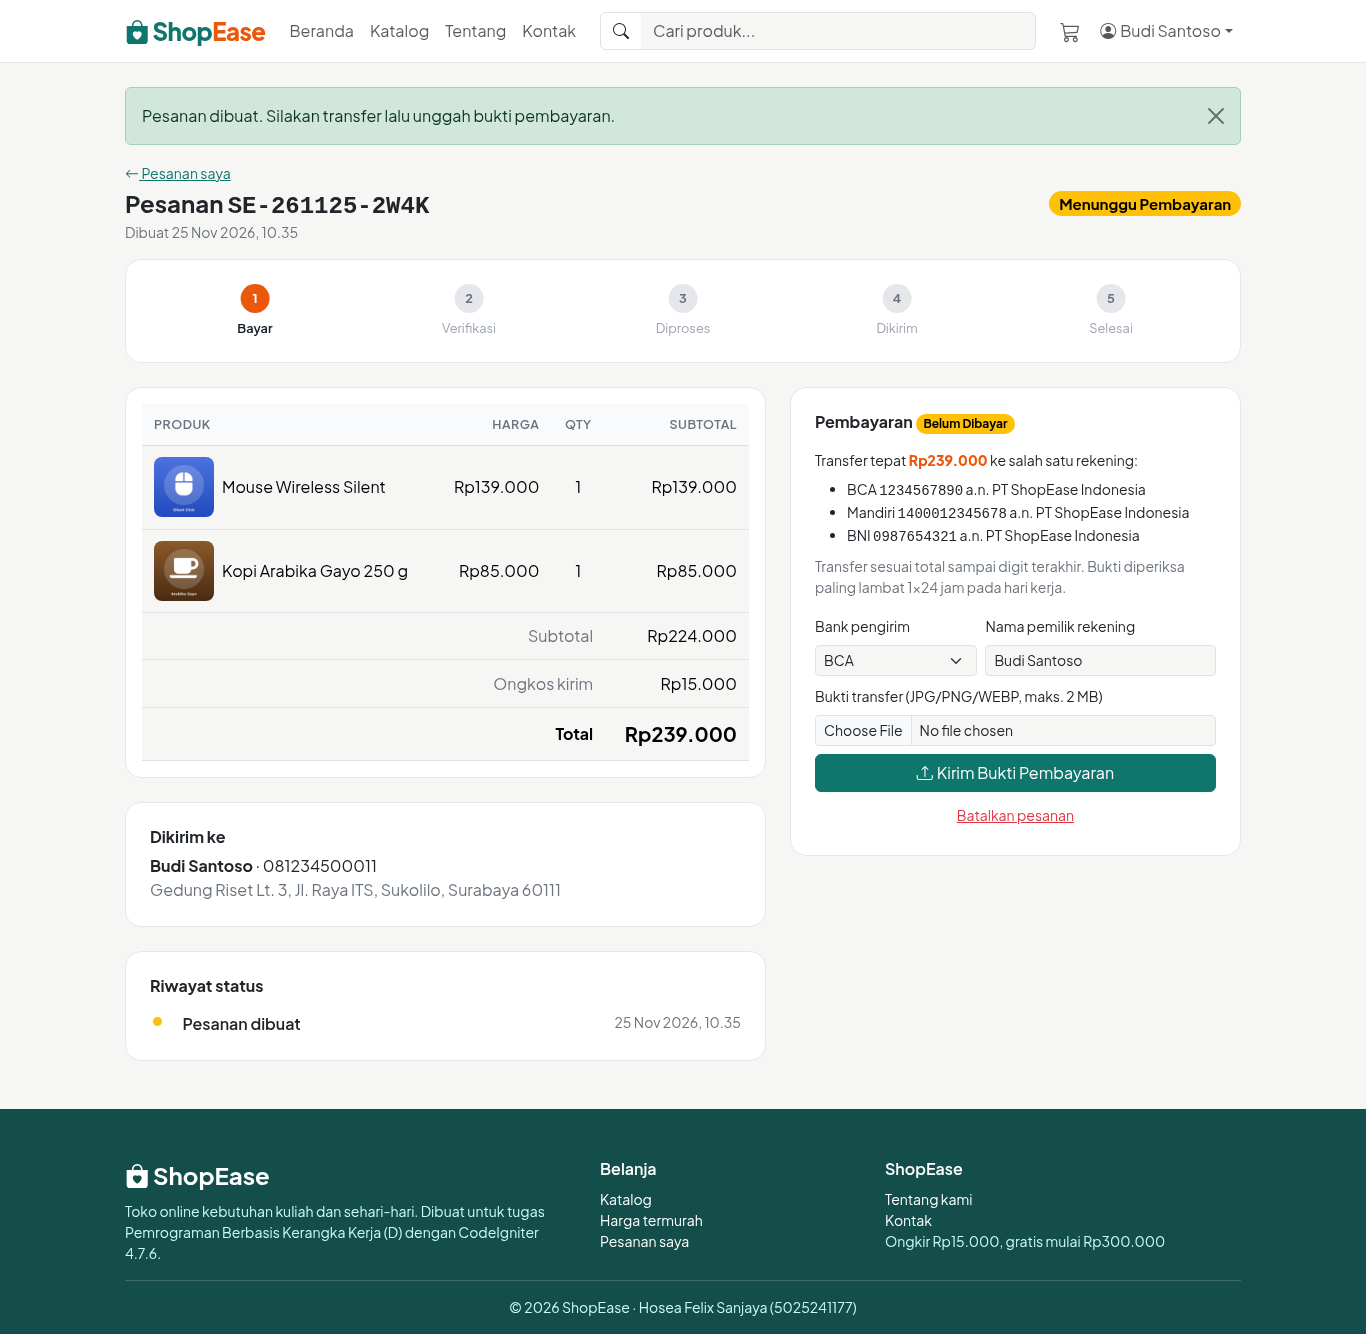 ShopEase Beranda Katalog Tentang Kontak Cari produk... Budi Santoso
Pesanan dibuat. Silakan transfer lalu unggah bukti pembayaran.
← Pesanan saya
Pesanan SE-261125-2W4K Menunggu Pembayaran
Dibuat 25 Nov 2026, 10.35
1 2 3 4 5
Bayar Verifikasi Diproses Dikirim Selesai
PRODUK HARGA QTY SUBTOTAL
Mouse Wireless Silent Rp139.000 1 Rp139.000
Silent Click
Kopi Arabika Gayo 250 g Rp85.000 1 Rp85.000
Arabika Gayo
Subtotal Rp224.000
Ongkos kirim Rp15.000
Total Rp239.000
Pembayaran Belum Dibayar
Transfer tepat Rp239.000 ke salah satu rekening:
BCA 1234567890 a.n. PT ShopEase Indonesia
Mandiri 1400012345678 a.n. PT ShopEase Indonesia
BNI 0987654321 a.n. PT ShopEase Indonesia
Transfer sesuai total sampai digit terakhir. Bukti diperiksa
paling lambat 1×24 jam pada hari kerja.
Bank pengirim Nama pemilik rekening
BCA Budi Santoso
Bukti transfer (JPG/PNG/WEBP, maks. 2 MB)
Choose File No file chosen
Kirim Bukti Pembayaran
Batalkan pesanan
Dikirim ke
Budi Santoso · 081234500011
Gedung Riset Lt. 3, Jl. Raya ITS, Sukolilo, Surabaya 60111
Riwayat status
Pesanan dibuat 25 Nov 2026, 10.35
ShopEase
Toko online kebutuhan kuliah dan sehari-hari. Dibuat untuk tugas
Pemrograman Berbasis Kerangka Kerja (D) dengan CodeIgniter
4.7.6.
Belanja
Katalog
Harga termurah
Pesanan saya
ShopEase
Tentang kami
Kontak
Ongkir Rp15.000, gratis mulai Rp300.000
© 2026 ShopEase · Hosea Felix Sanjaya (5025241177)